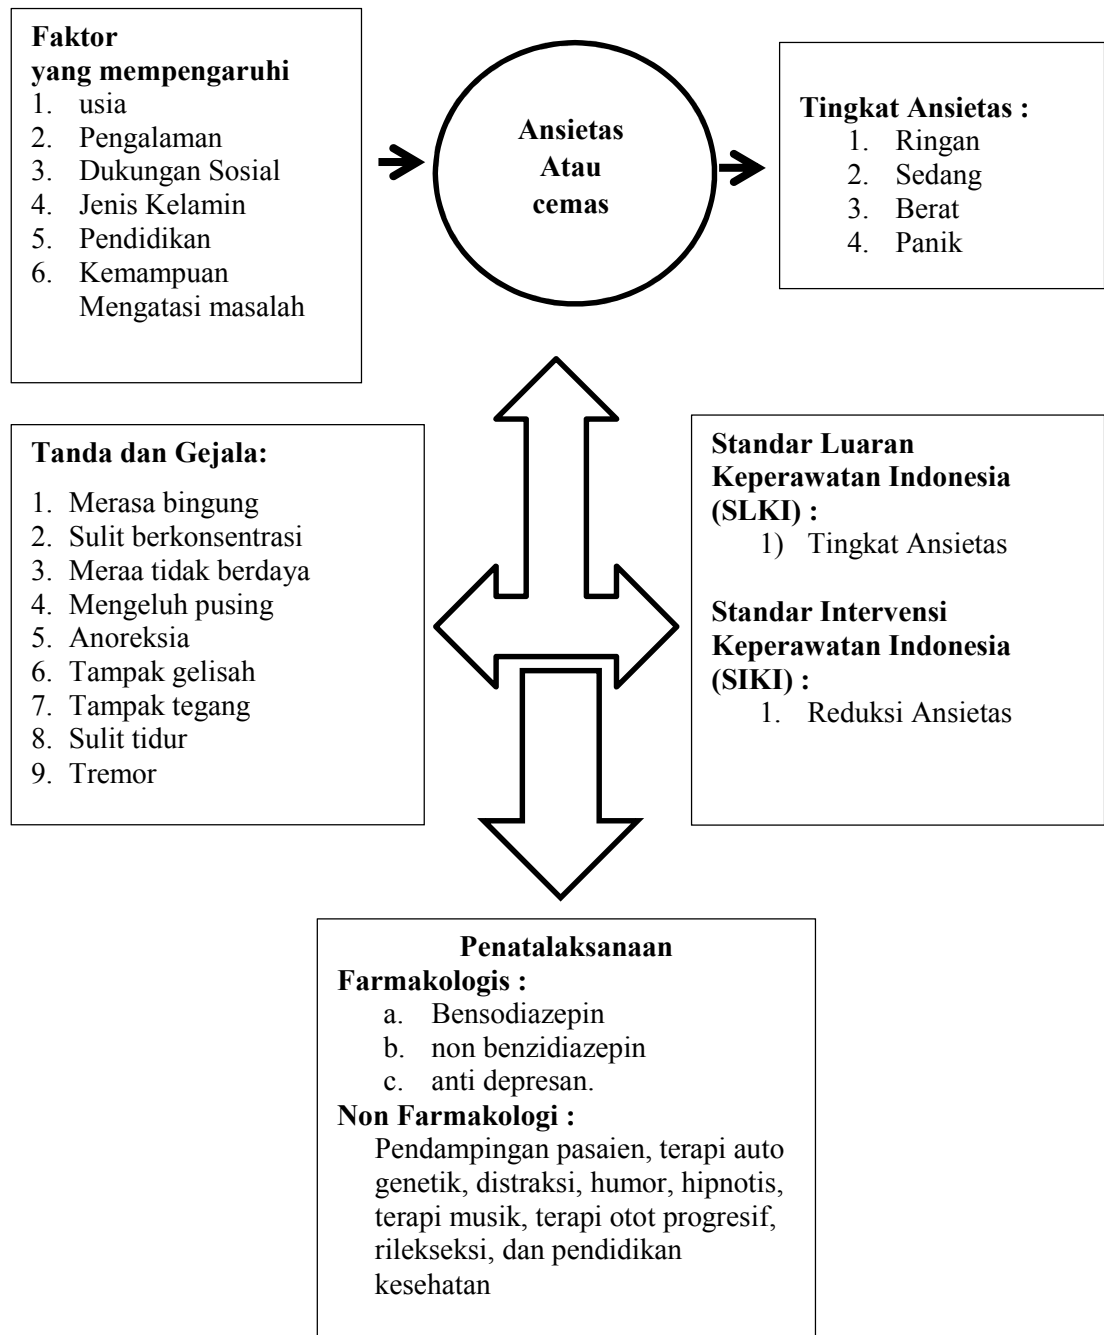 Faktor
yang mempengaruhi
1. usia
2. Pengalaman
3. Dukungan Sosial
4. Jenis Kelamin
5. Pendidikan
6. Kemampuan
Mengatasi masalah
Ansietas
Atau
cemas
Tingkat Ansietas :
1. Ringan
2. Sedang
3. Berat
4. Panik
Tanda dan Gejala:
1. Merasa bingung
2. Sulit berkonsentrasi
3. Meraa tidak berdaya
4. Mengeluh pusing
5. Anoreksia
6. Tampak gelisah
7. Tampak tegang
8. Sulit tidur
9. Tremor
Standar Luaran
Keperawatan Indonesia
(SLKI) :
1) Tingkat Ansietas
Standar Intervensi
Keperawatan Indonesia
(SIKI) :
1. Reduksi Ansietas
Penatalaksanaan
Farmakologis :
a. Bensodiazepin
b. non benzidiazepin
c. anti depresan.
Non Farmakologi :
Pendampingan pasaien, terapi auto
genetik, distraksi, humor, hipnotis,
terapi musik, terapi otot progresif,
rilekseksi, dan pendidikan
kesehatan